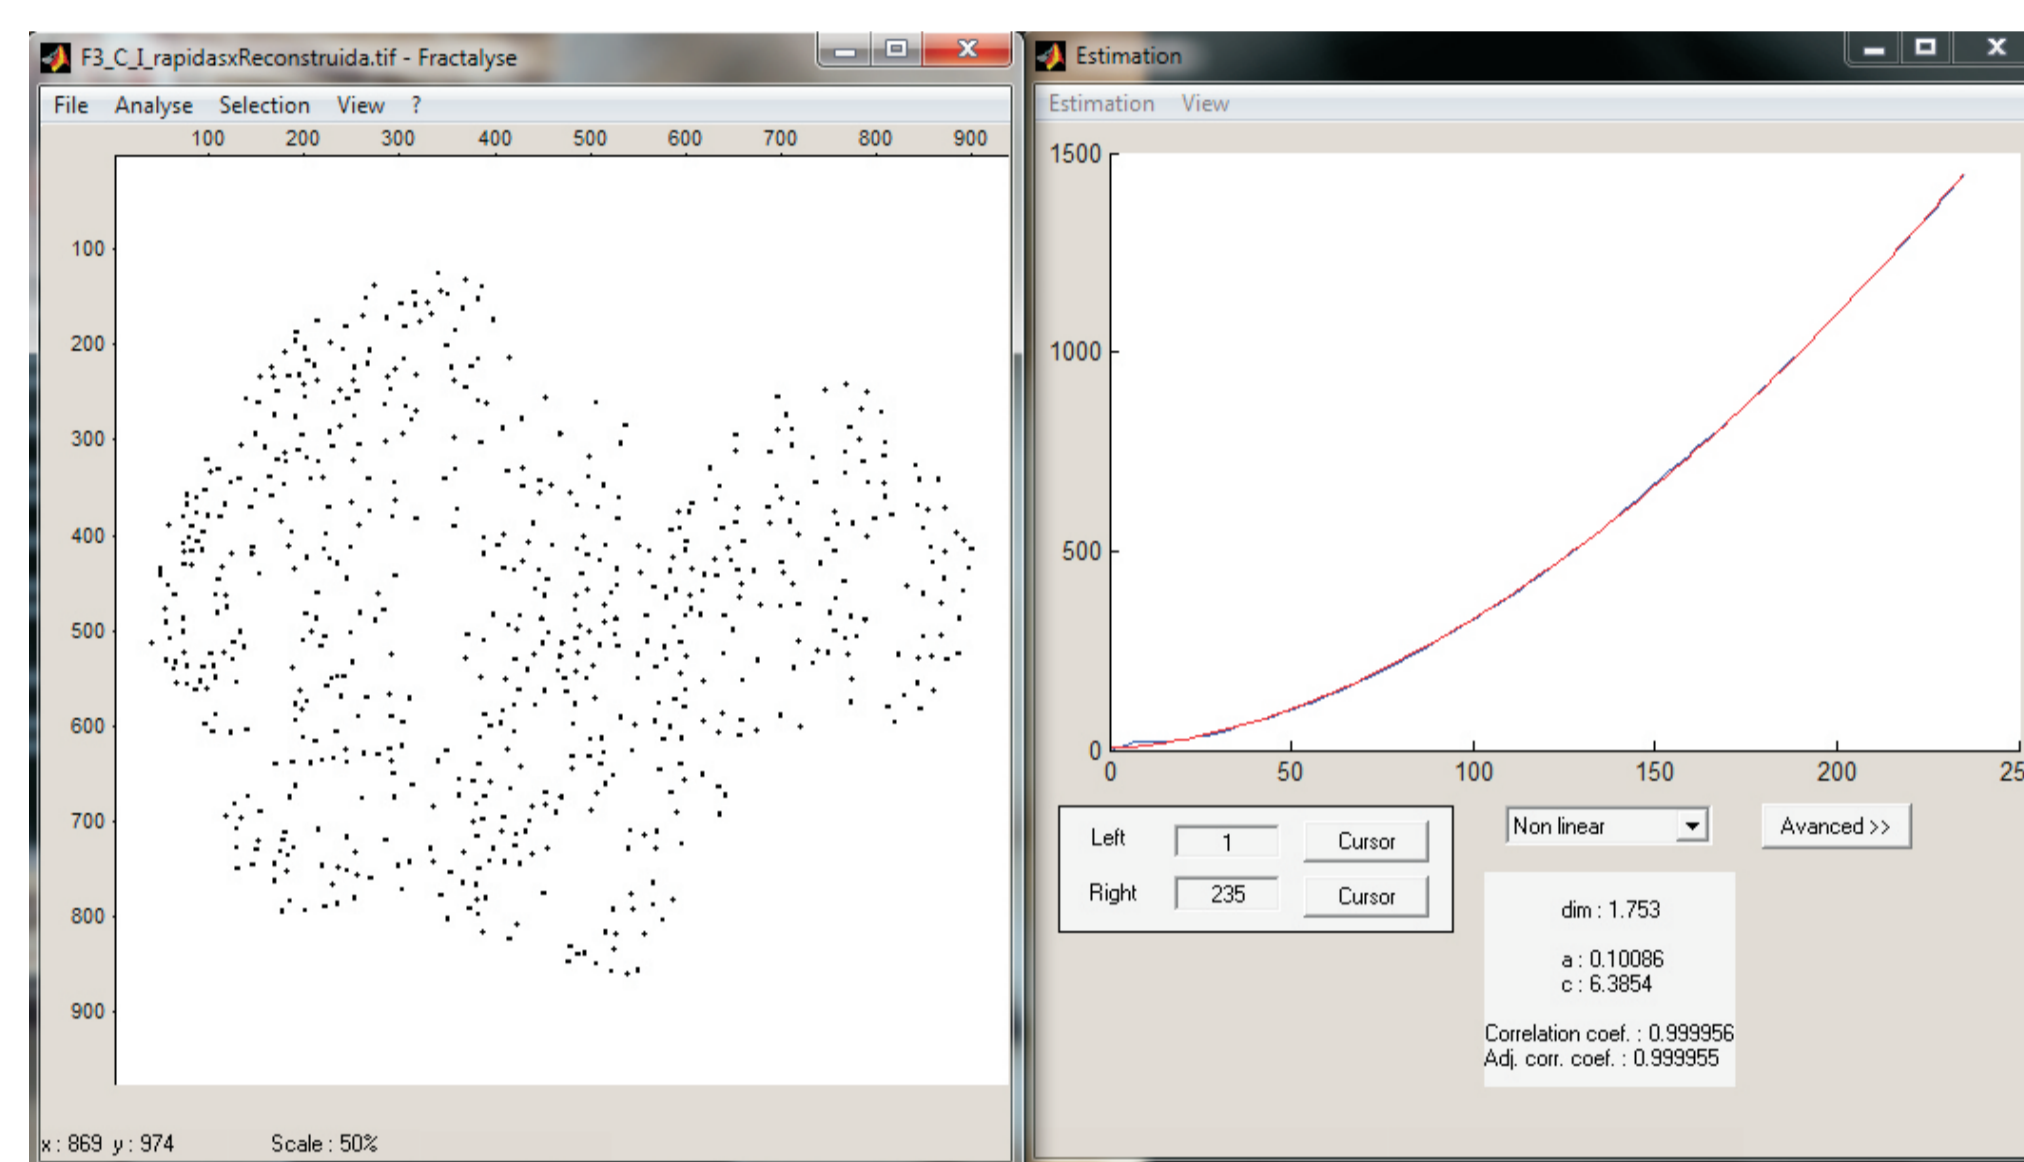 F3_C_I_rapidasxReconstruida.tif - Fractalyse
File Analyse Selection View ?
100 200 300 400 500 600 700 800 900
100
200
300
400
500
600
700
800
900
x : 869 y : 974 Scale : 50%
Estimation
Estimation View
1500
1000
500
0
0 50 100 150 200 25
Left 1 Cursor
Right 235 Cursor
Non linear
Avanced >>
dim : 1.753
a : 0.10086
c : 6.3854
Correlation coef. : 0.999956
Adj. corr. coef. : 0.999955